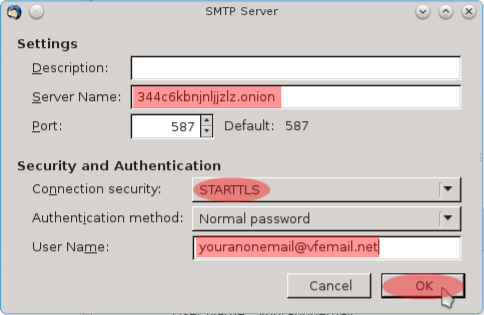 SMTP Server
Settings
Description:
Server Name: 344c6kbnjnljjzlz.onion
Port: 587 Default: 587
Security and Authentication
Connection security: STARTTLS
Authentication method: Normal password
User Name: youranonemail@vfemail.net
Cancel OK